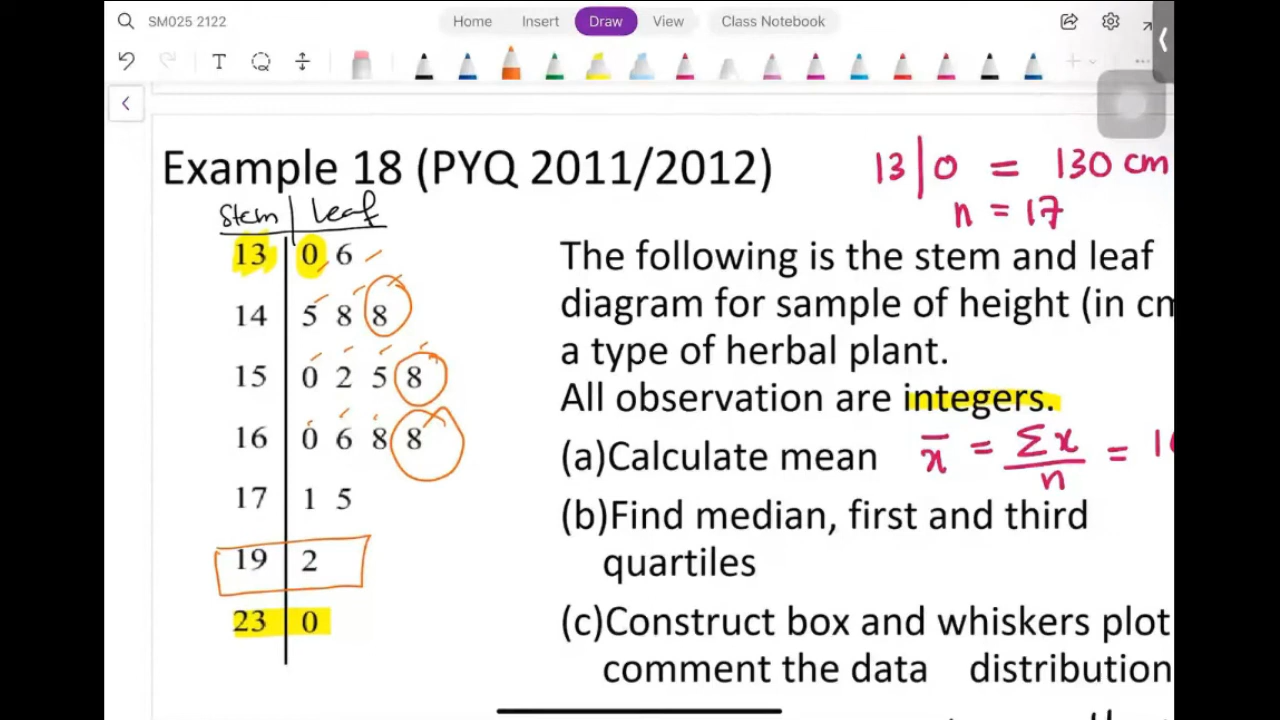 SM025 2122
Home Insert Draw View Class Notebook
T
Example 18 (PYQ 2011/2012)
13|0 = 130 cm
n = 17
Stem | Leaf
13 | 0 6
14 | 5 8 8
15 | 0 2 5 8
16 | 0 6 8 8
17 | 1 5
19 | 2
23 | 0
The following is the stem and leaf
diagram for sample of height (in cm
a type of herbal plant.
All observation are integers.
(a)Calculate mean x̄ = Σx/n = 1
(b)Find median, first and third
quartiles
(c)Construct box and whiskers plot
comment the data distribution